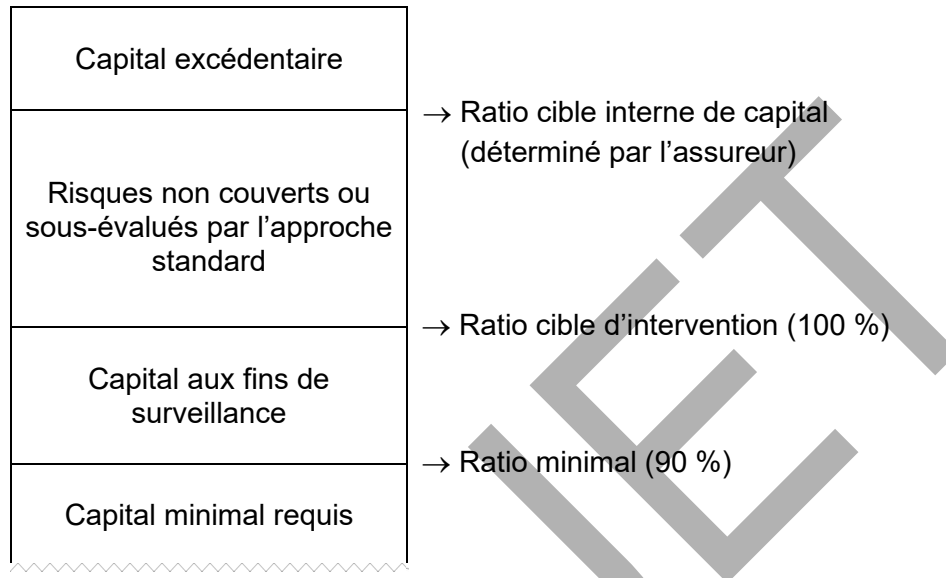 Capital excédentaire
→ Ratio cible interne de capital
(déterminé par l’assureur)
Risques non couverts ou
sous-évalués par l’approche
standard
→ Ratio cible d’intervention (100 %)
Capital aux fins de
surveillance
→ Ratio minimal (90 %)
Capital minimal requis